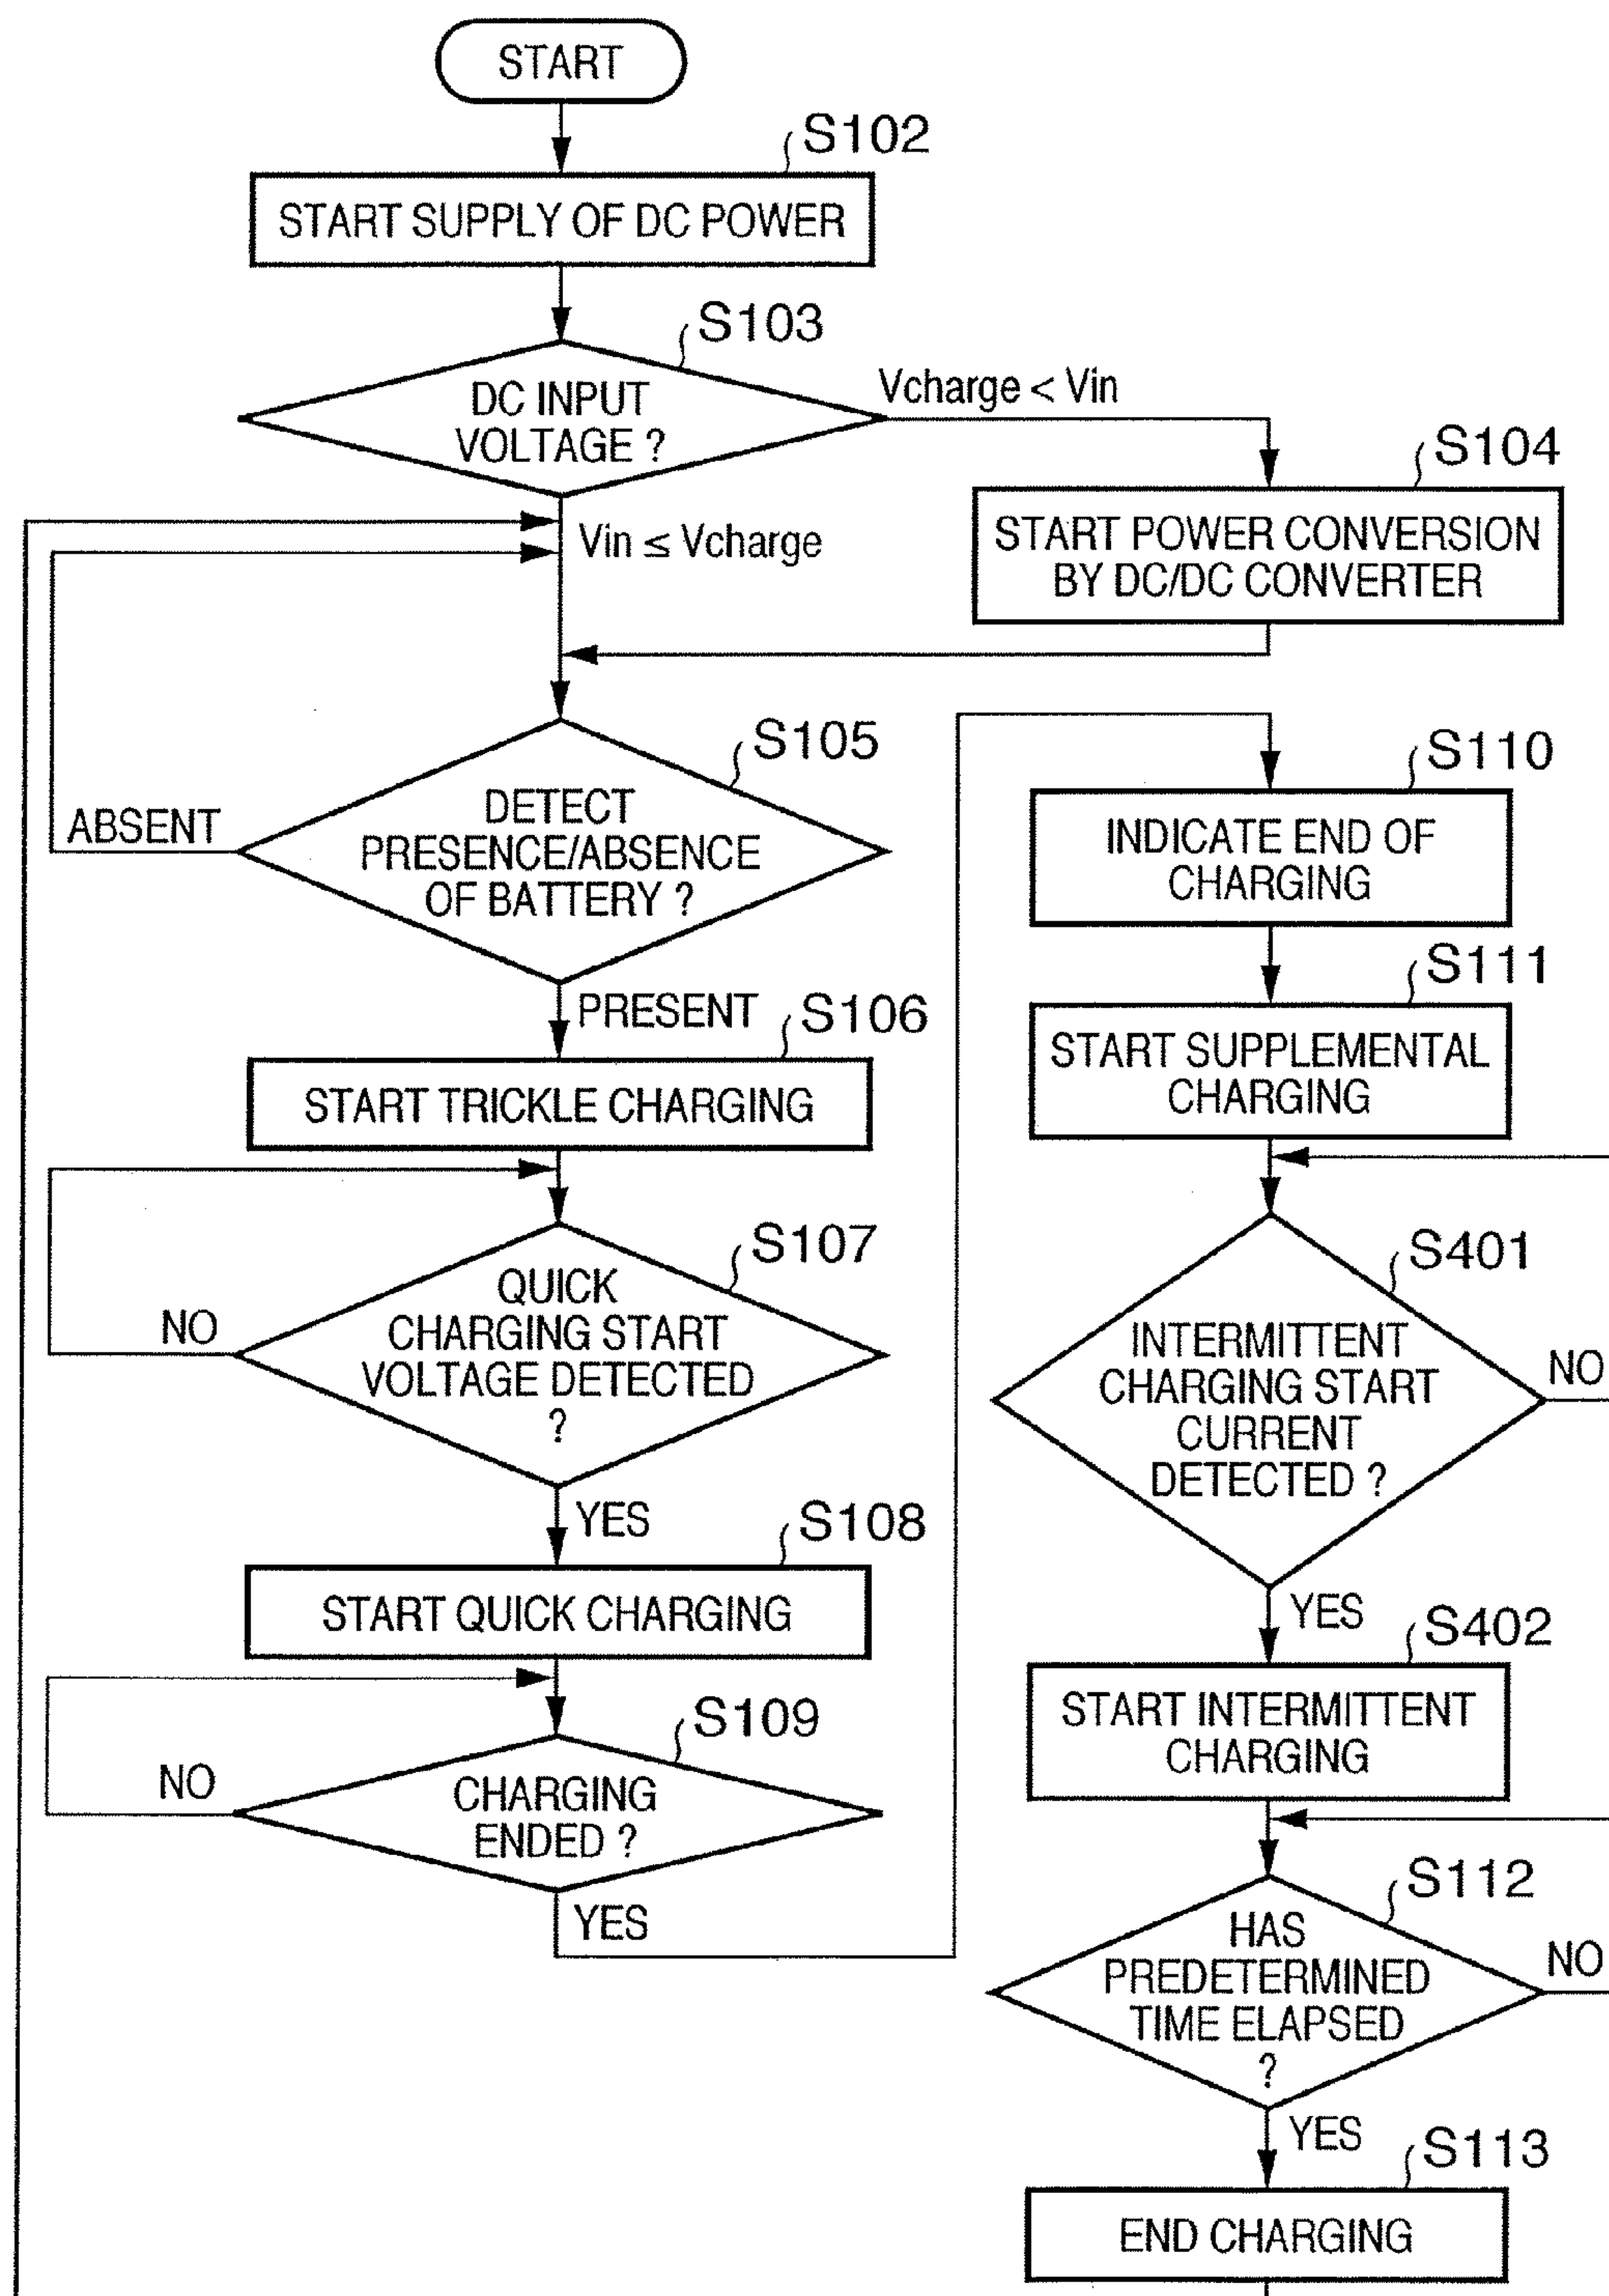 START
S102
START SUPPLY OF DC POWER
S103
DC INPUT
VOLTAGE ?
Vcharge < Vin
Vin ≤ Vcharge
S104
START POWER CONVERSION
BY DC/DC CONVERTER
S105
DETECT
PRESENCE/ABSENCE
OF BATTERY ?
ABSENT
PRESENT
S106
START TRICKLE CHARGING
S107
QUICK
CHARGING START
VOLTAGE DETECTED
?
NO
YES
S108
START QUICK CHARGING
S109
CHARGING
ENDED ?
NO
YES
S110
INDICATE END OF
CHARGING
S111
START SUPPLEMENTAL
CHARGING
S401
INTERMITTENT
CHARGING START
CURRENT
DETECTED ?
NO
YES
S402
START INTERMITTENT
CHARGING
S112
HAS
PREDETERMINED
TIME ELAPSED
?
NO
YES
S113
END CHARGING